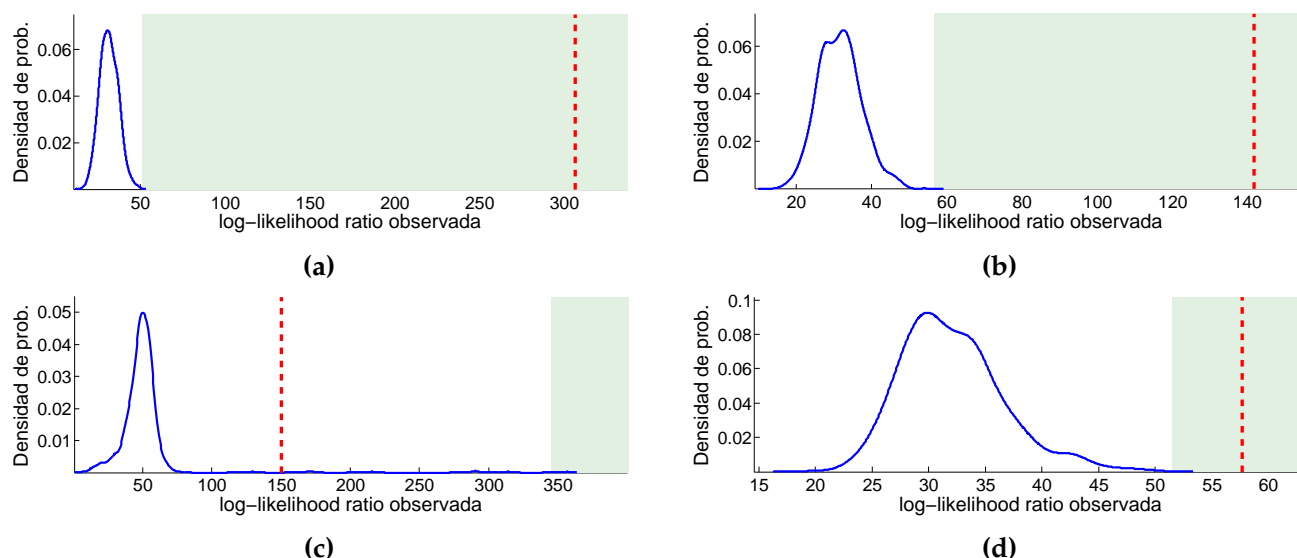 Densidad de prob.
0.06
0.04
0.02
50 100 150 200 250 300
log−likelihood ratio observada
(a)
Densidad de prob.
0.06
0.04
0.02
20 40 60 80 100 120 140
log−likelihood ratio observada
(b)
Densidad de prob.
0.05
0.04
0.03
0.02
0.01
50 100 150 200 250 300 350
log−likelihood ratio observada
(c)
Densidad de prob.
0.1
0.08
0.06
0.04
0.02
15 20 25 30 35 40 45 50 55 60
log−likelihood ratio observada
(d)